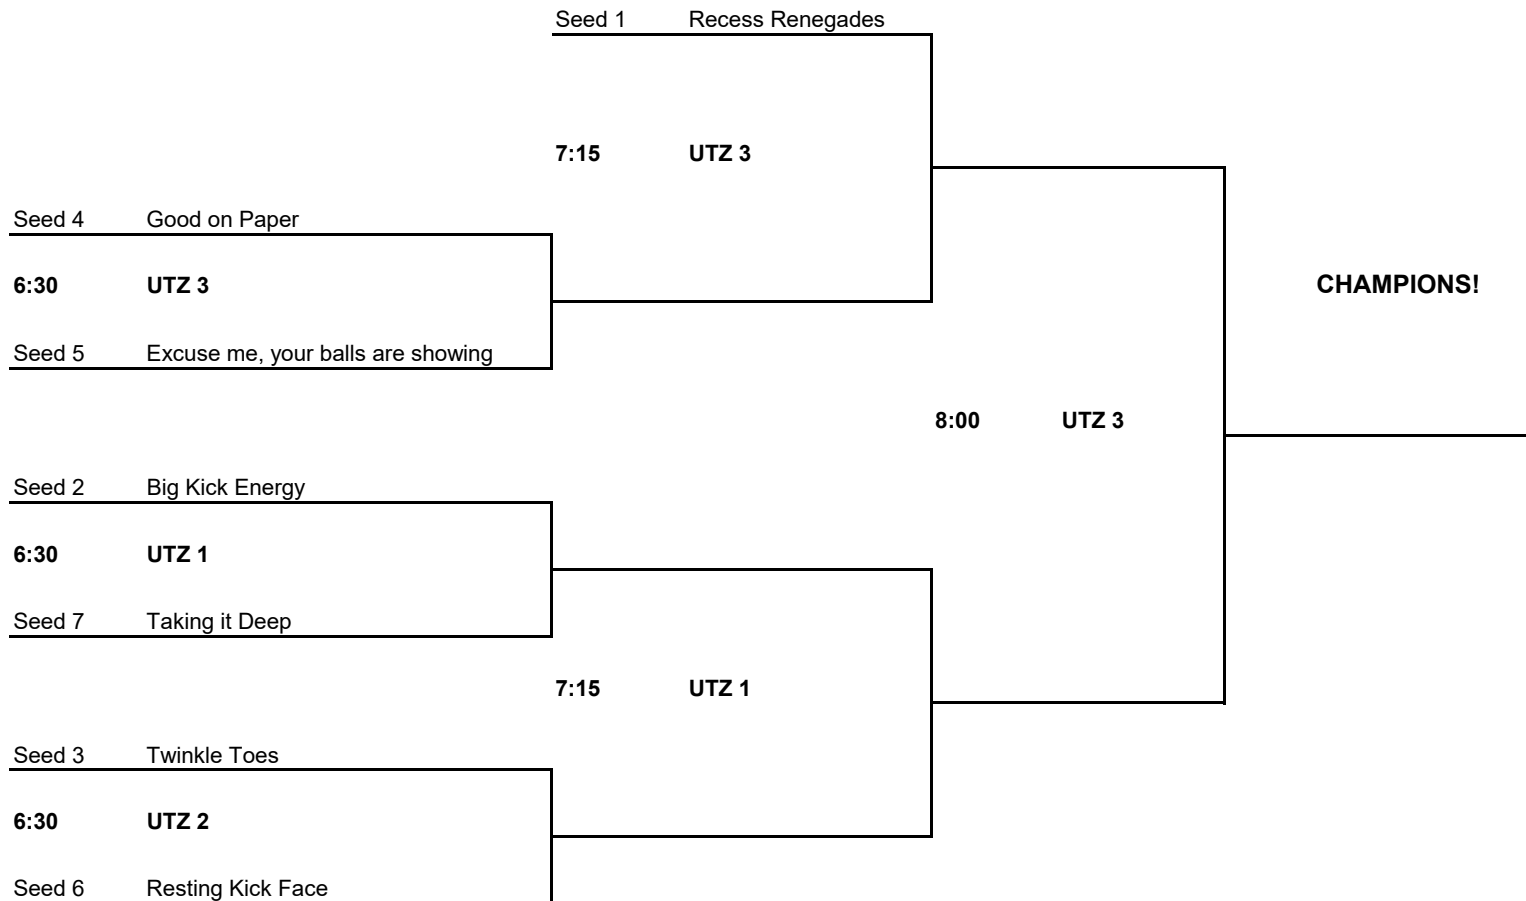 Seed 1 Recess Renegades
7:15 UTZ 3
Seed 4 Good on Paper
6:30 UTZ 3
CHAMPIONS!
Seed 5 Excuse me, your balls are showing
8:00 UTZ 3
Seed 2 Big Kick Energy
6:30 UTZ 1
Seed 7 Taking it Deep
7:15 UTZ 1
Seed 3 Twinkle Toes
6:30 UTZ 2
Seed 6 Resting Kick Face